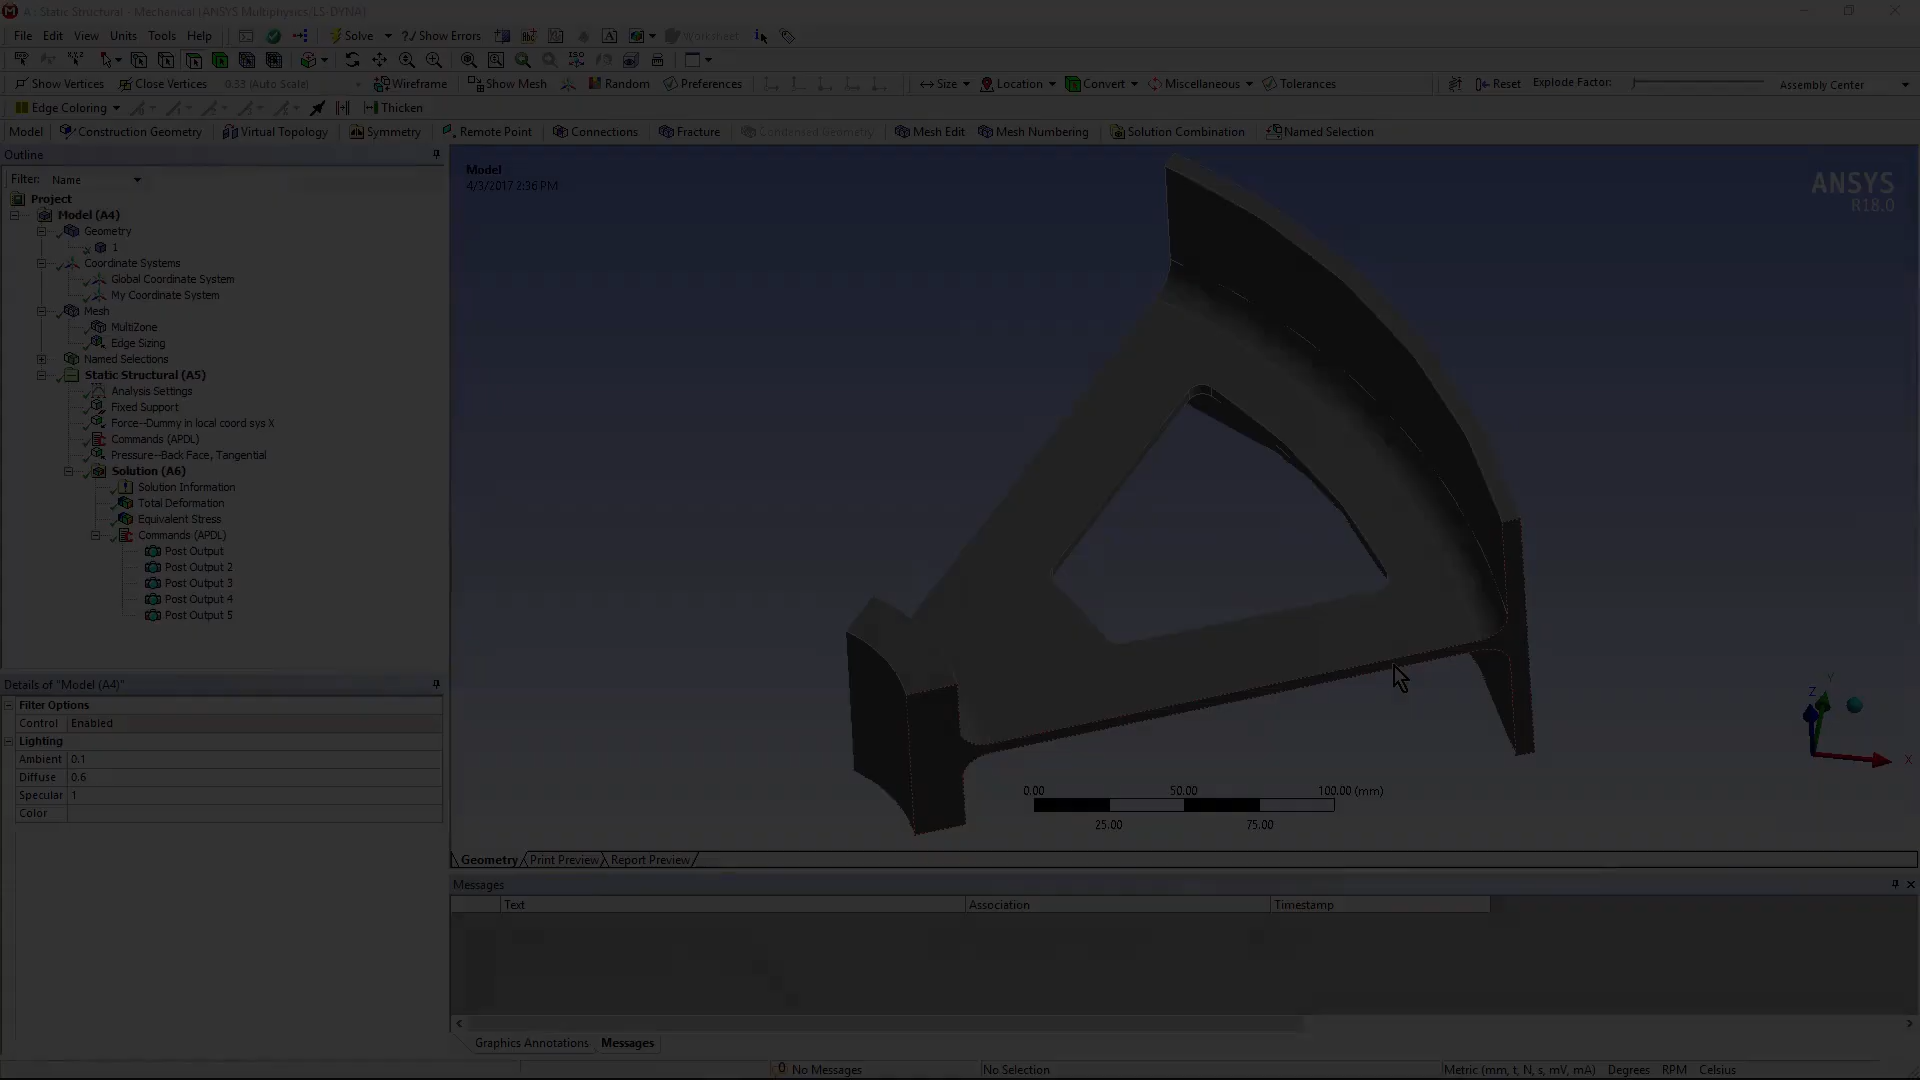 A : Static Structural - Mechanical [ANSYS Multiphysics/LS-DYNA]
File Edit View Units Tools Help Solve ?/ Show Errors Worksheet
Show Vertices Close Vertices 0.33 (Auto Scale) Wireframe Show Mesh Random Preferences Size Location Convert Miscellaneous Tolerances Reset Explode Factor: Assembly Center
Edge Coloring Thicken
Model Construction Geometry Virtual Topology Symmetry Remote Point Connections Fracture Condensed Geometry Mesh Edit Mesh Numbering Solution Combination Named Selection
Outline
Filter: Name
Project
Model (A4)
Geometry
1
Coordinate Systems
Global Coordinate System
My Coordinate System
Mesh
MultiZone
Edge Sizing
Named Selections
Static Structural (A5)
Analysis Settings
Fixed Support
Force--Dummy in local coord sys X
Commands (APDL)
Pressure--Back Face, Tangential
Solution (A6)
Solution Information
Total Deformation
Equivalent Stress
Commands (APDL)
Post Output
Post Output 2
Post Output 3
Post Output 4
Post Output 5
Details of "Model (A4)"
Filter Options
Control Enabled
Lighting
Ambient 0.1
Diffuse 0.6
Specular 1
Color
Model
4/3/2017 2:36 PM
ANSYS
R18.0
Z Y
X
0.00 50.00 100.00 (mm)
25.00 75.00
Geometry Print Preview Report Preview
Messages
Text Association Timestamp
Graphics Annotations Messages
0 No Messages No Selection Metric (mm, t, N, s, mV, mA) Degrees RPM Celsius